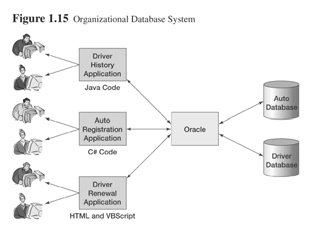 Figure 1.15 Organizational Database System
Driver
History
Application
Java Code
Auto
Registration
Application
C# Code
Driver
Renewal
Application
HTML and VBScript
Oracle
Auto
Database
Driver
Database